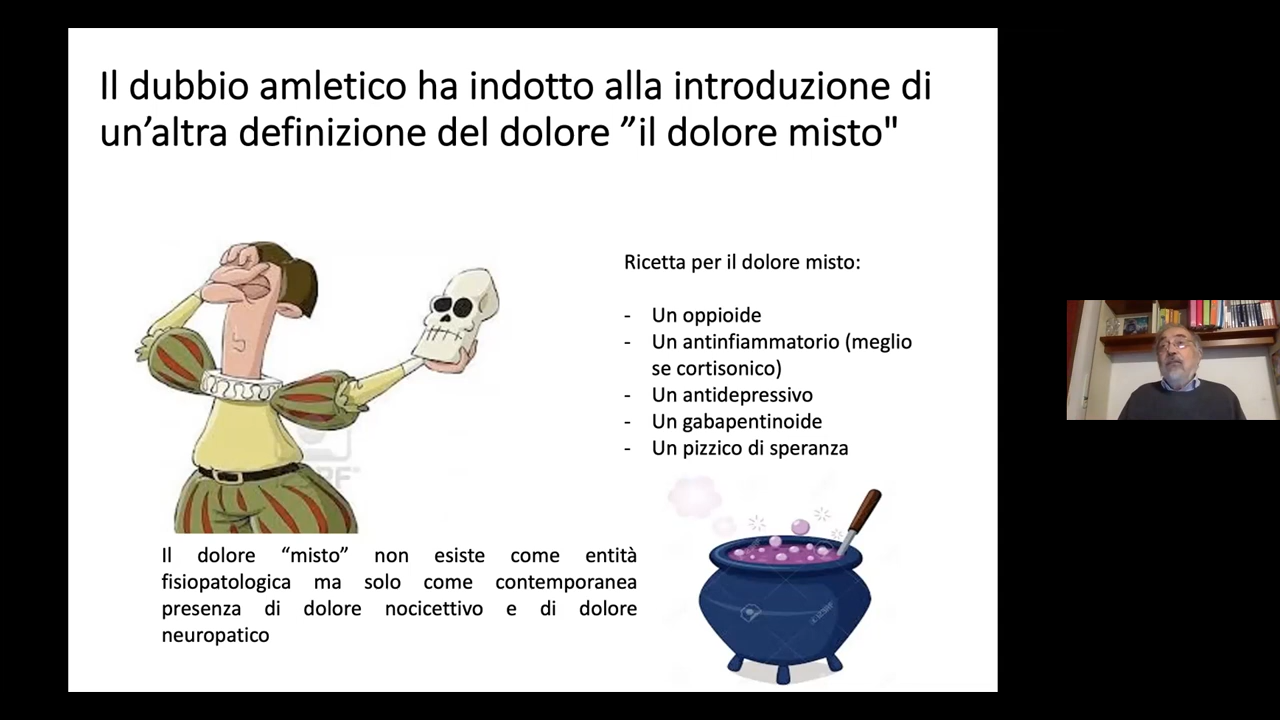 Il dubbio amletico ha indotto alla introduzione di
un’altra definizione del dolore ”il dolore misto"
Ricetta per il dolore misto:
- Un oppioide
- Un antinfiammatorio (meglio
se cortisonico)
- Un antidepressivo
- Un gabapentinoide
- Un pizzico di speranza
Il dolore “misto” non esiste come entità
fisiopatologica ma solo come contemporanea
presenza di dolore nocicettivo e di dolore
neuropatico